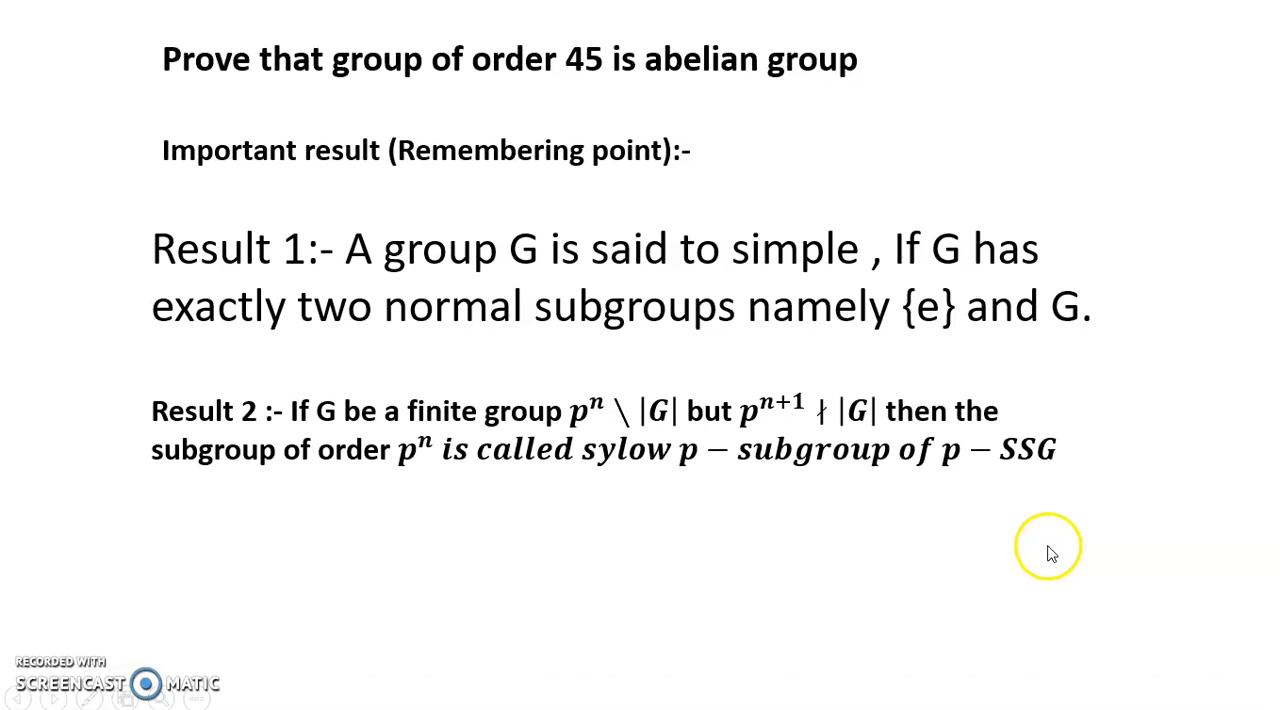 Prove that group of order 45 is abelian group
Important result (Remembering point):-
Result 1:- A group G is said to simple , If G has
exactly two normal subgroups namely {e} and G.
Result 2 :- If G be a finite group pⁿ \ |G| but pⁿ⁺¹ ∤ |G| then the
subgroup of order pⁿ is called sylow p − subgroup of p − SSG
RECORDED WITH
SCREENCAST MATIC